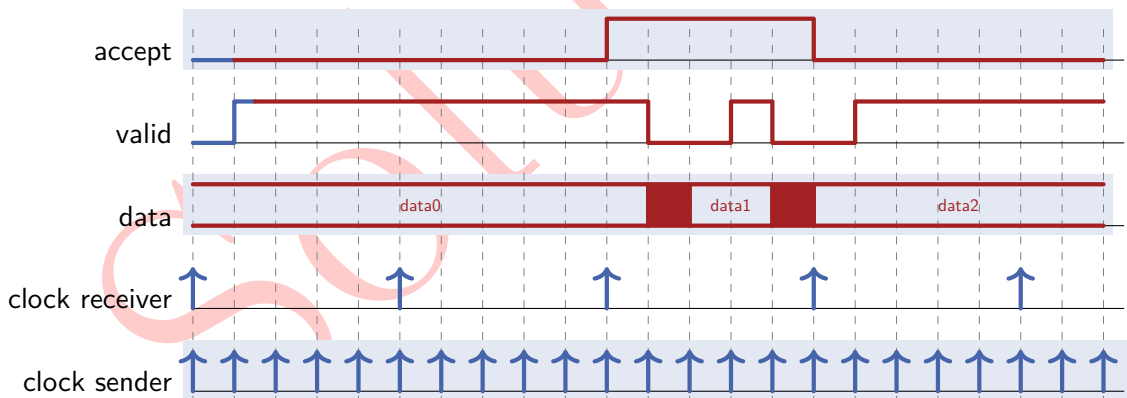 accept
valid
data
data0
data1
data2
clock receiver
clock sender